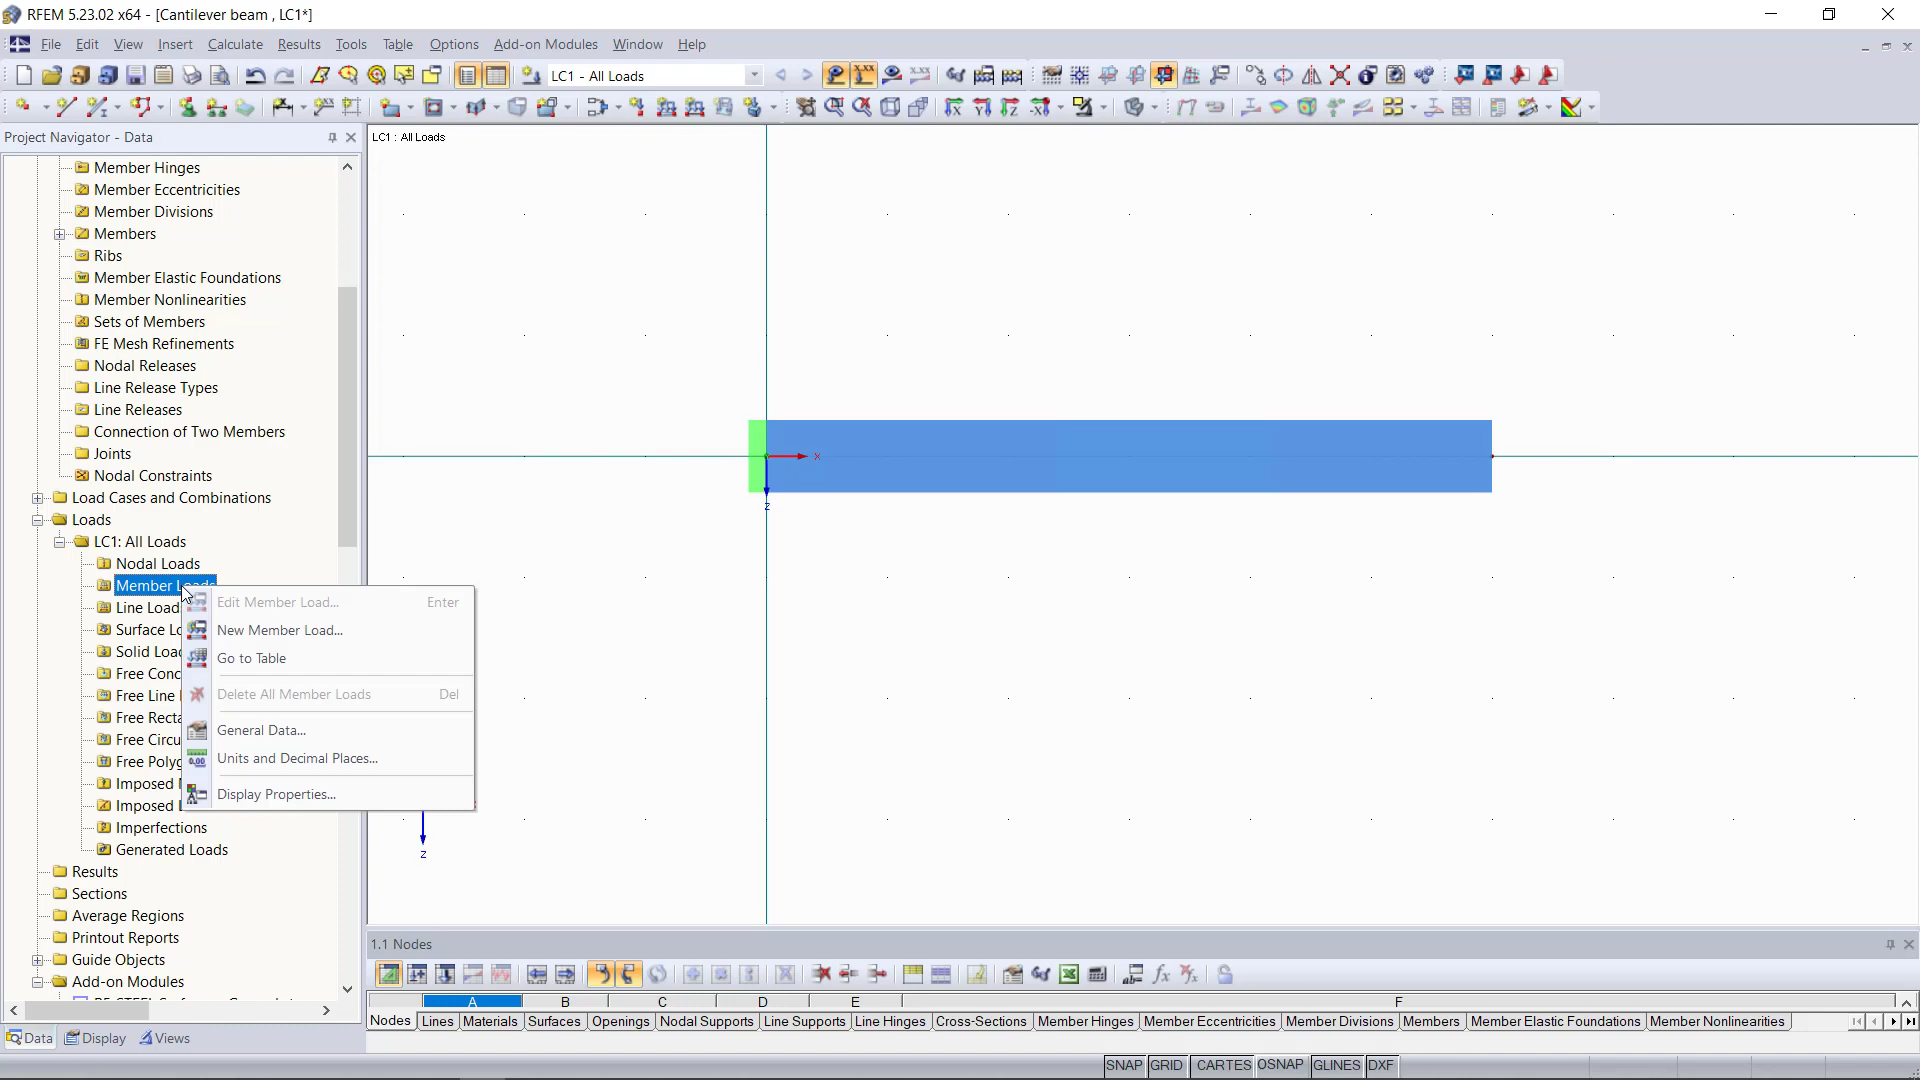 RFEM 5.23.02 x64 - [Cantilever beam , LC1*]
File Edit View Insert Calculate Results Tools Table Options Add-on Modules Window Help
LC1 - All Loads
Project Navigator - Data
LC1 : All Loads
Member Hinges
Member Eccentricities
Member Divisions
Members
Ribs
Member Elastic Foundations
Member Nonlinearities
Sets of Members
FE Mesh Refinements
Nodal Releases
Line Release Types
Line Releases
Connection of Two Members
Joints
Nodal Constraints
Load Cases and Combinations
Loads
LC1: All Loads
Nodal Loads
Member Loads
Line Load
Surface Lo
Solid Load
Free Conc
Free Line
Free Recta
Free Circu
Free Polyg
Imposed
Imposed
Imperfections
Generated Loads
Results
Sections
Average Regions
Printout Reports
Guide Objects
Add-on Modules
Edit Member Load... Enter
New Member Load...
Go to Table
Delete All Member Loads Del
General Data...
Units and Decimal Places...
Display Properties...
x
z
z
Data Display Views
1.1 Nodes
A B C D E F
Nodes Lines Materials Surfaces Openings Nodal Supports Line Supports Line Hinges Cross-Sections Member Hinges Member Eccentricities Member Divisions Members Member Elastic Foundations Member Nonlinearities
SNAP GRID CARTES OSNAP GLINES DXF